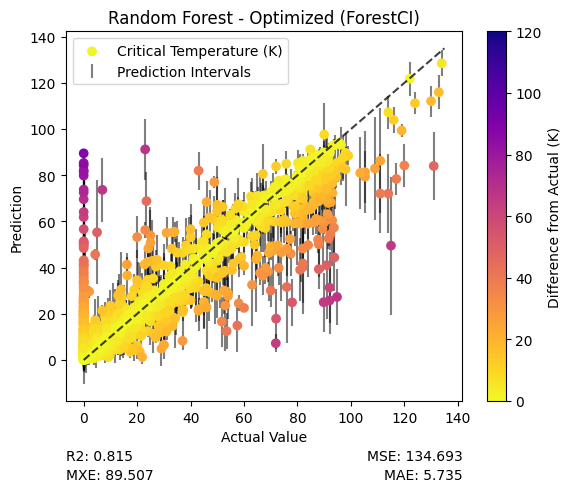 Random Forest - Optimized (ForestCI)
Critical Temperature (K)
Prediction Intervals
140
120
100
80
60
40
20
0
Prediction
0 20 40 60 80 100 120 140
Actual Value
120
100
80
60
40
20
0
Difference from Actual (K)
R2: 0.815 MSE: 134.693
MXE: 89.507 MAE: 5.735